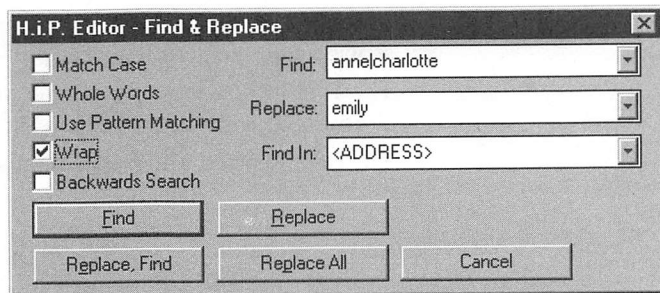 H.i.P. Editor - Find & Replace
Match Case
Find: anne|charlotte
Whole Words
Replace: emily
Use Pattern Matching
Wrap
Find In: <ADDRESS>
Backwards Search
Find Replace
Replace, Find Replace All Cancel